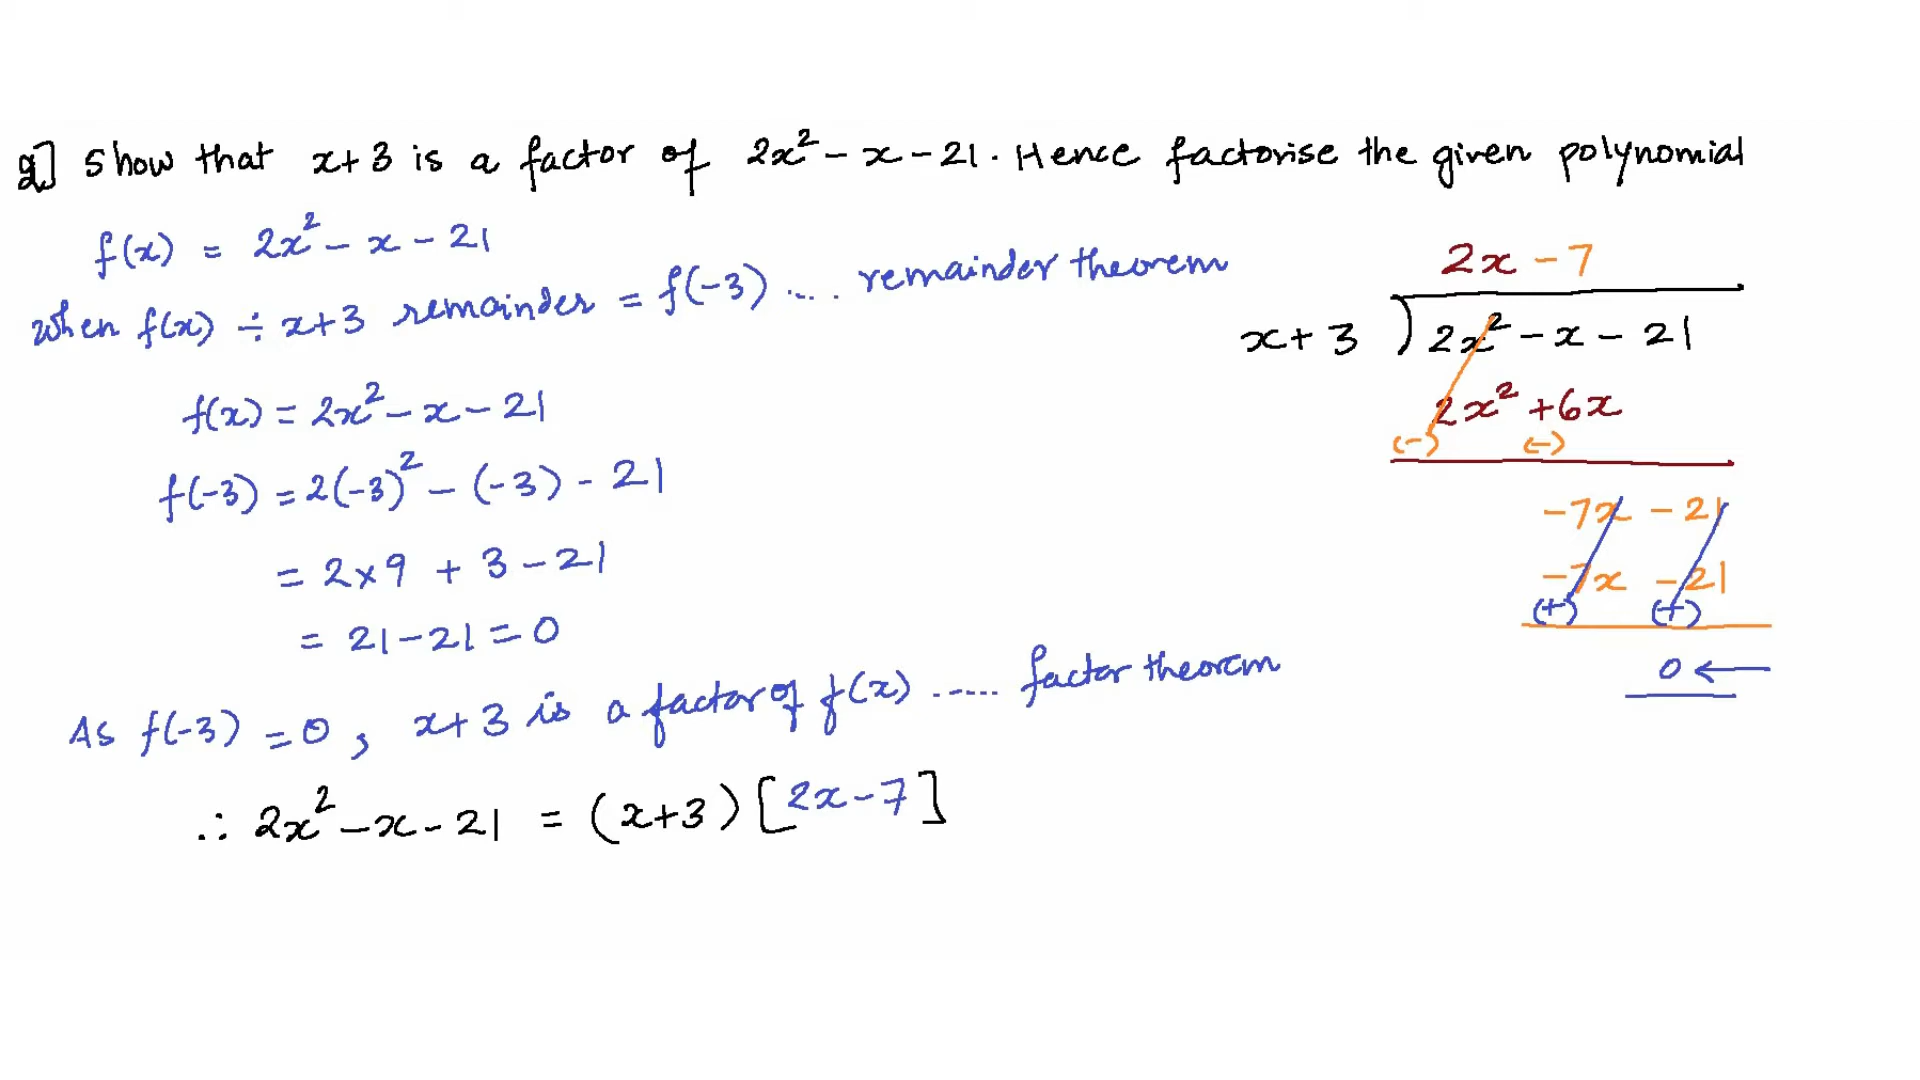 g] Show that x+3 is a factor of 2x² - x - 21. Hence factorise the given polynomial
f(x) = 2x² - x - 21
When f(x) ÷ x+3 remainder = f(-3) .... remainder theorem
f(x) = 2x² - x - 21
f(-3) = 2(-3)² - (-3) - 21
= 2×9 + 3 - 21
= 21 - 21 = 0
As f(-3) = 0, x+3 is a factor of f(x) ..... factor theorem
∴ 2x² - x - 21 = (x+3) [2x - 7]
2x - 7
x + 3 ) 2x² - x - 21
2x² + 6x
(-) (-)
-7x - 21
-7x - 21
(+) (+)
0 ←